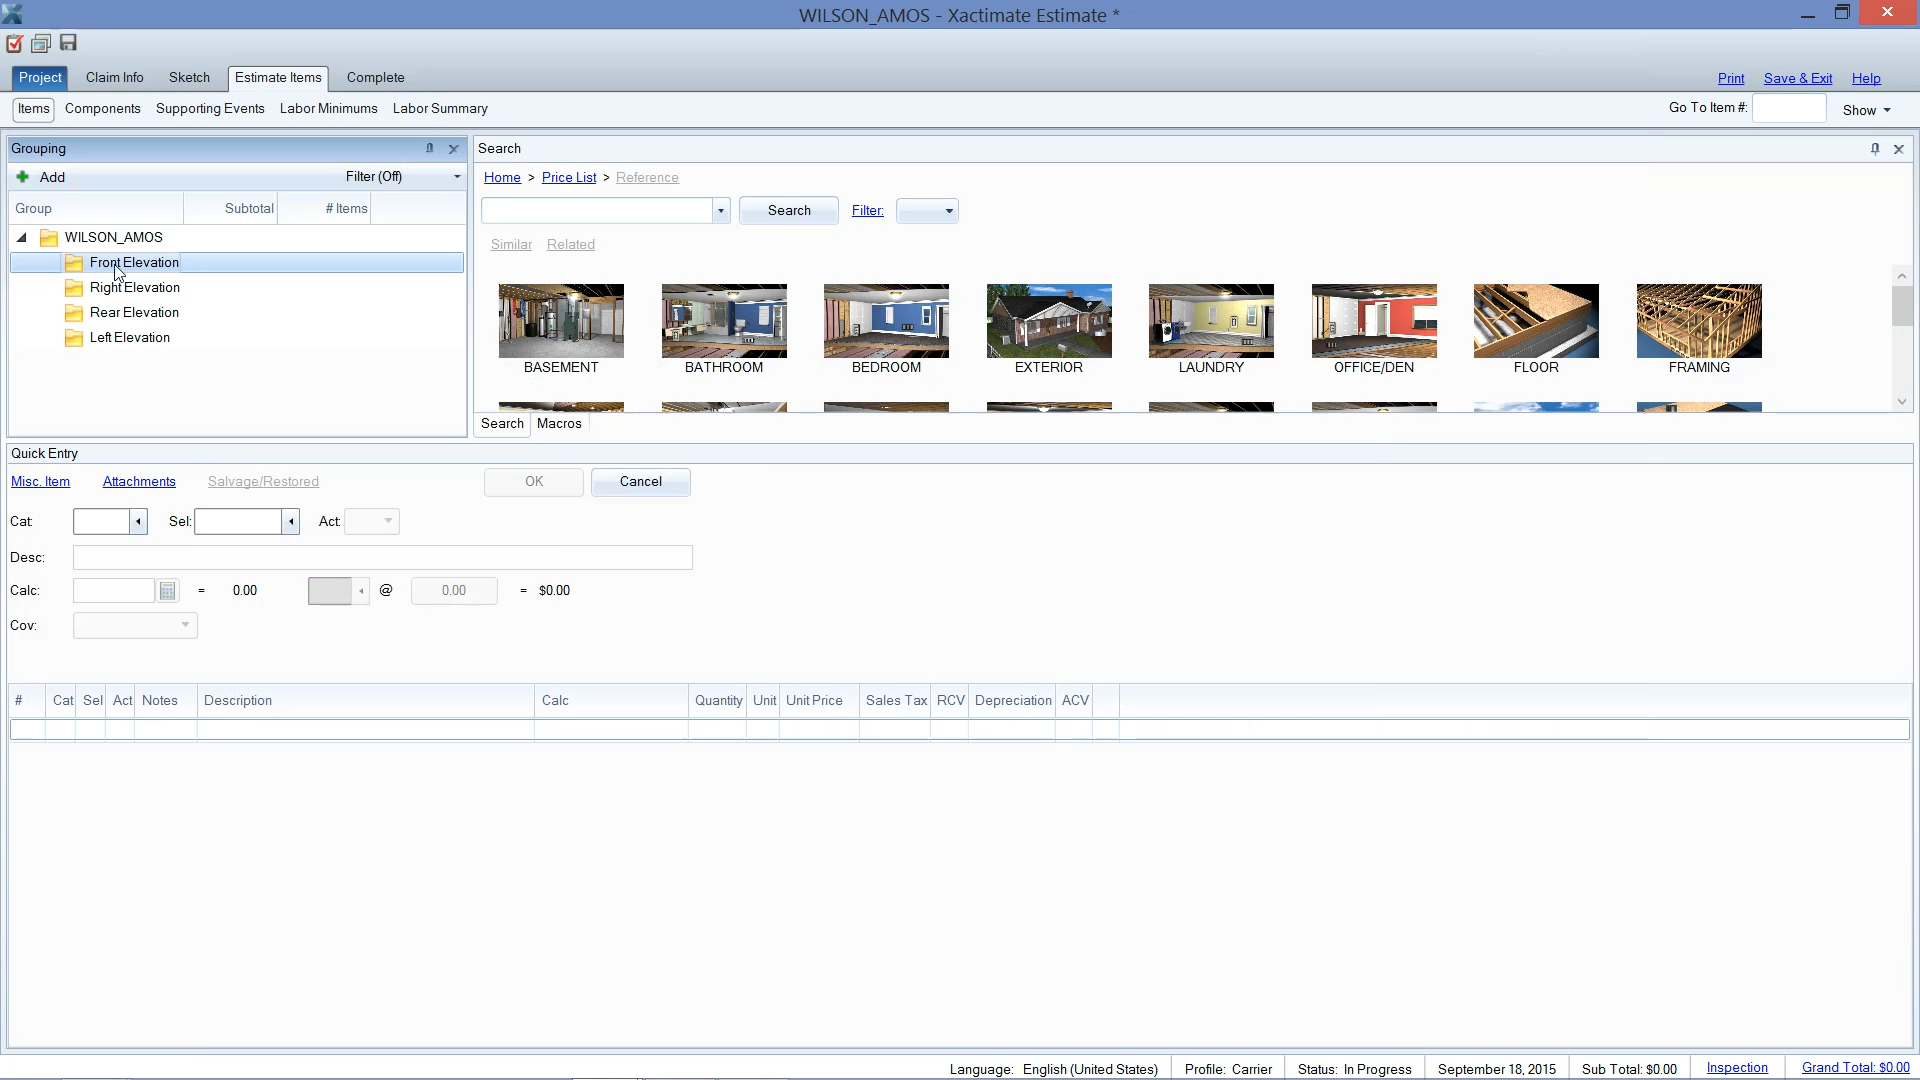 WILSON_AMOS - Xactimate Estimate *
Project Claim Info Sketch Estimate Items Complete Print Save & Exit Help
Items Components Supporting Events Labor Minimums Labor Summary Go To Item #: Show
Grouping
Add Filter (Off)
Group Subtotal # Items
WILSON_AMOS
Front Elevation
Right Elevation
Rear Elevation
Left Elevation
Search
Home > Price List > Reference
Search Filter:
Similar Related
BASEMENT BATHROOM BEDROOM EXTERIOR LAUNDRY OFFICE/DEN FLOOR FRAMING
Search Macros
Quick Entry
Misc. Item Attachments Salvage/Restored OK Cancel
Cat: Sel: Act:
Desc:
Calc: = 0.00 @ 0.00 = $0.00
Cov:
# Cat Sel Act Notes Description Calc Quantity Unit Unit Price Sales Tax RCV Depreciation ACV
Language: English (United States) Profile: Carrier Status: In Progress September 18, 2015 Sub Total: $0.00 Inspection Grand Total: $0.00